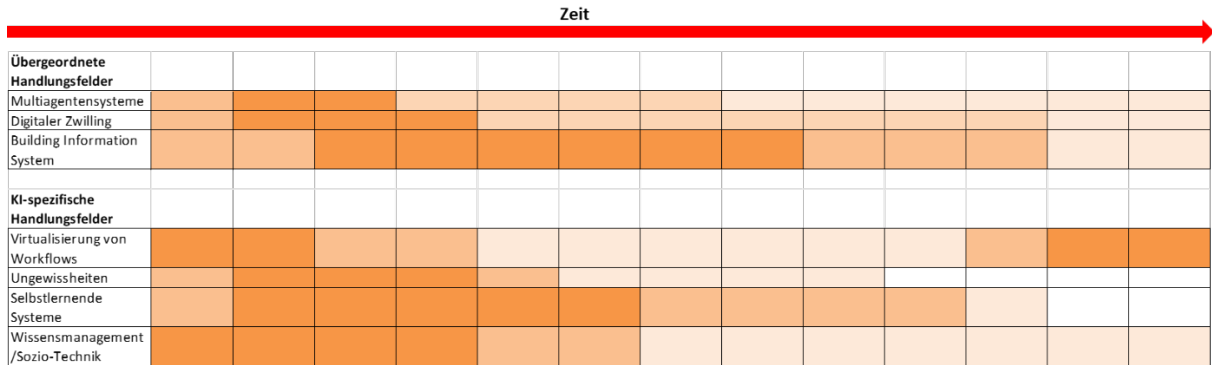 Zeit
Übergeordnete
Handlungsfelder
Multiagentensysteme
Digitaler Zwilling
Building Information
System
KI-spezifische
Handlungsfelder
Virtualisierung von
Workflows
Ungewissheiten
Selbstlernende
Systeme
Wissensmanagement
/Sozio-Technik